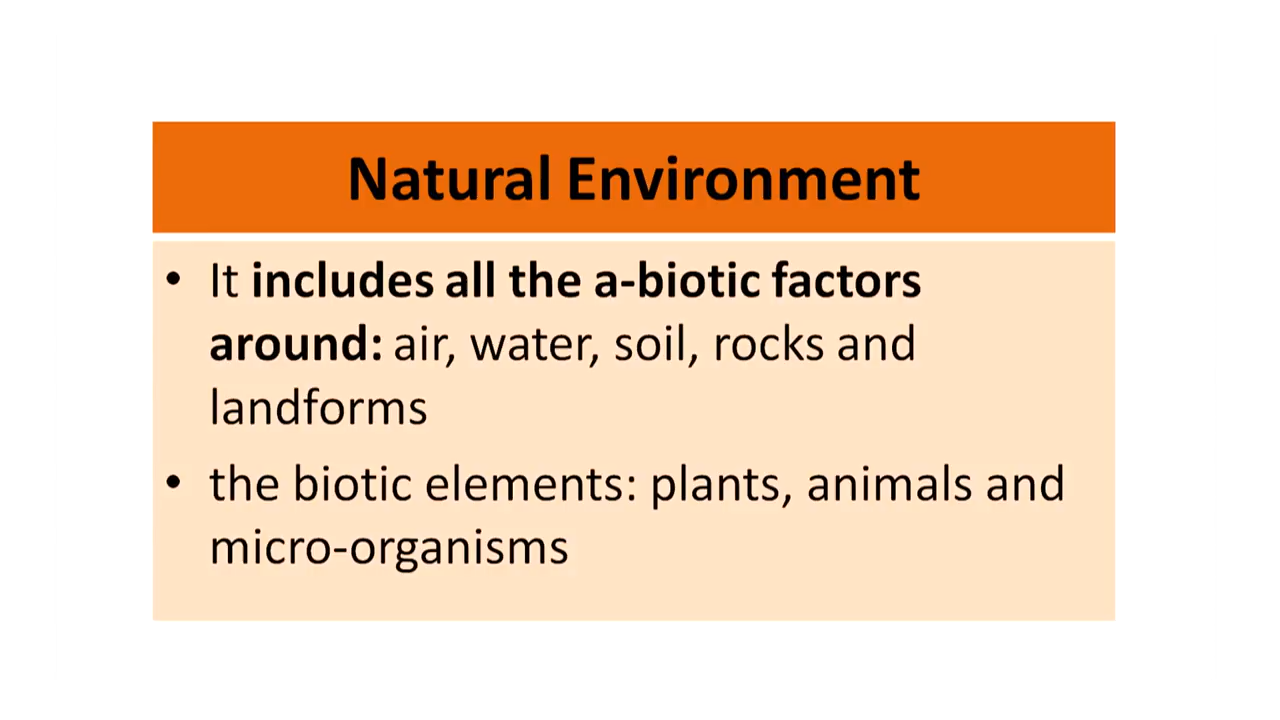 Natural Environment
• It includes all the a-biotic factors
around: air, water, soil, rocks and
landforms
• the biotic elements: plants, animals and
micro-organisms